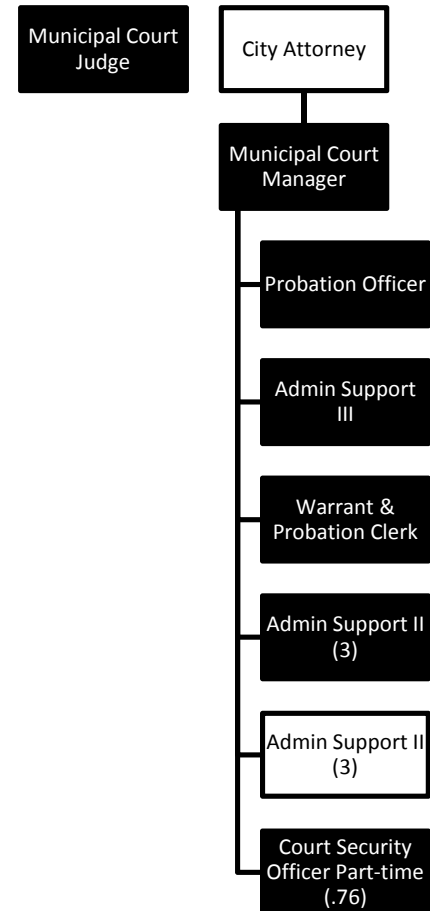 Municipal Court
Judge
City Attorney
Municipal Court
Manager
Probation Officer
Admin Support
III
Warrant &
Probation Clerk
Admin Support II
(3)
Admin Support II
(3)
Court Security
Officer Part-time
(.76)